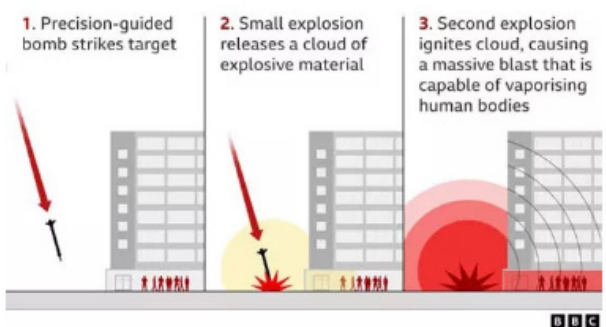 1. Precision-guided
bomb strikes target
2. Small explosion
releases a cloud of
explosive material
3. Second explosion
ignites cloud, causing
a massive blast that is
capable of vaporising
human bodies
BBC